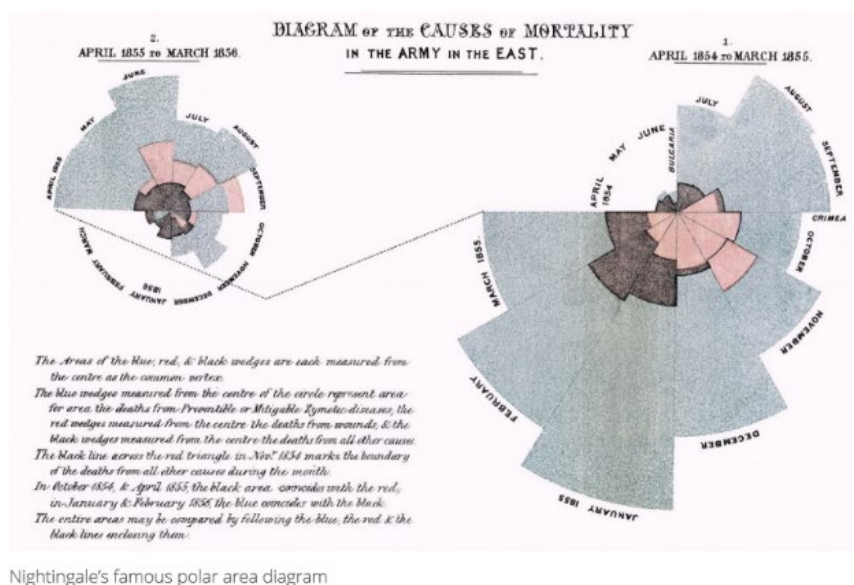 DIAGRAM OF THE CAUSES OF MORTALITY
IN THE ARMY IN THE EAST.
2.
APRIL 1855 TO MARCH 1856.
1.
APRIL 1854 TO MARCH 1855.
JUNE
MAY
JULY
AUGUST
APRIL 1855
SEPTEMBER
OCTOBER
NOVEMBER
DECEMBER
JANUARY
1856
FEBRUARY
MARCH
JULY
AUGUST
SEPTEMBER
BULGARIA
JUNE
MAY
APRIL
1854
CRIMEA
OCTOBER
NOVEMBER
DECEMBER
JANUARY 1855
FEBRUARY
MARCH 1855.
The Areas of the blue, red, & black wedges are each measured from
the centre as the common vertex.
The blue wedges measured from the centre of the circle represent area
for area the deaths from Preventible or Mitigable Zymotic diseases, the
red wedges measured from the centre the deaths from wounds, & the
black wedges measured from the centre the deaths from all other causes.
The black line across the red triangle in Novr. 1854 marks the boundary
of the deaths from all other causes during the month.
In October 1854, & April 1855, the black area coincides with the red,
in January & February 1856, the blue coincides with the black.
The entire areas may be compared by following the blue, the red & the
black lines enclosing them.
Nightingale's famous polar area diagram